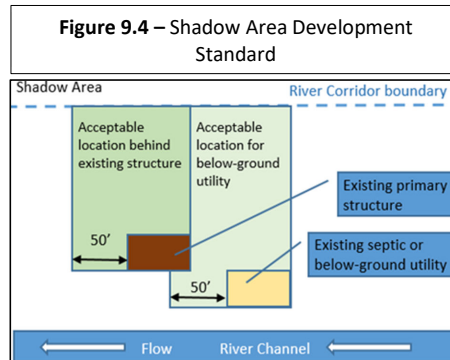 Figure 9.4 – Shadow Area Development
Standard
Shadow Area
River Corridor boundary
Acceptable
location behind
existing structure
Acceptable
location for
below-ground
utility
Existing primary
structure
50'
Existing septic or
below-ground utility
50'
Flow
River Channel